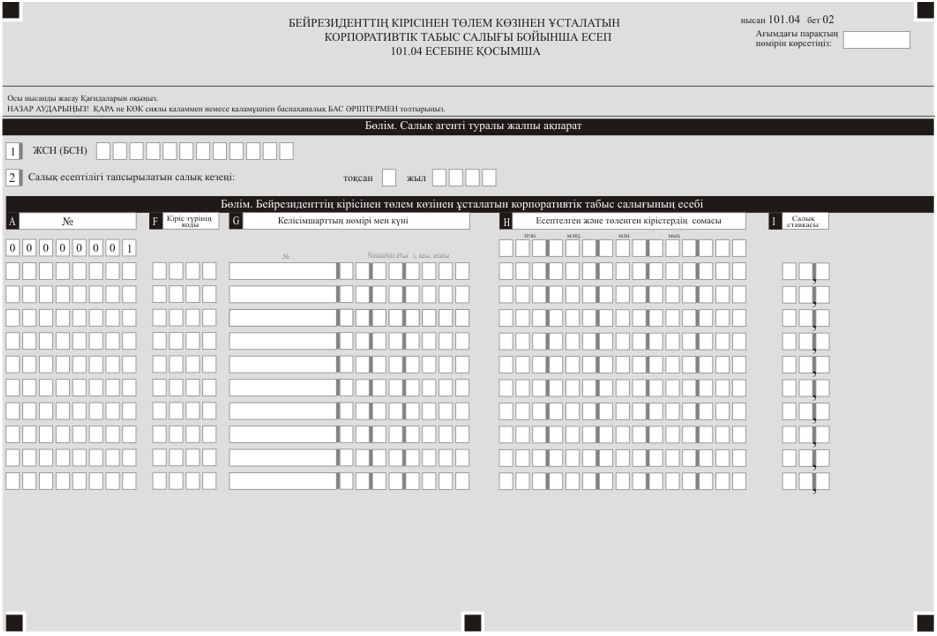 БЕЙРЕЗИДЕНТТІҢ КІРІСІНЕН ТӨЛЕМ КӨЗІНЕН ҰСТАЛАТЫН
КОРПОРАТИВТІК ТАБЫС САЛЫҒЫ БОЙЫНША ЕСЕП
101.04 ЕСЕБІНЕ ҚОСЫМША
нысан 101.04 бет 02
Ағымдағы парақтың
нөмірін көрсетіңіз:
Осы нысанды жасау Қағидаларын оқыңыз.
НАЗАР АУДАРЫҢЫЗ! ҚАРА не КӨК сиялы қаламмен немесе қаламұшпен баспаханалық БАС ӘРІПТЕРМЕН толтырыңыз.
Бөлім. Салық агенті туралы жалпы ақпарат
1 ЖСН (БСН)
2 Салық есептілігі тапсырылатын салық кезеңі: тоқсан жыл
Бөлім. Бейрезиденттің кірісінен төлем көзінен ұсталатын корпоративтік табыс салығының есебі
A № F Кіріс түрінің коды G Келісімшарттың нөмірі мен күні H Есептелген және төленген кірістердің сомасы I Салық ставкасы
трлн. млрд. млн. мың.
0 0 0 0 0 0 0 1
№